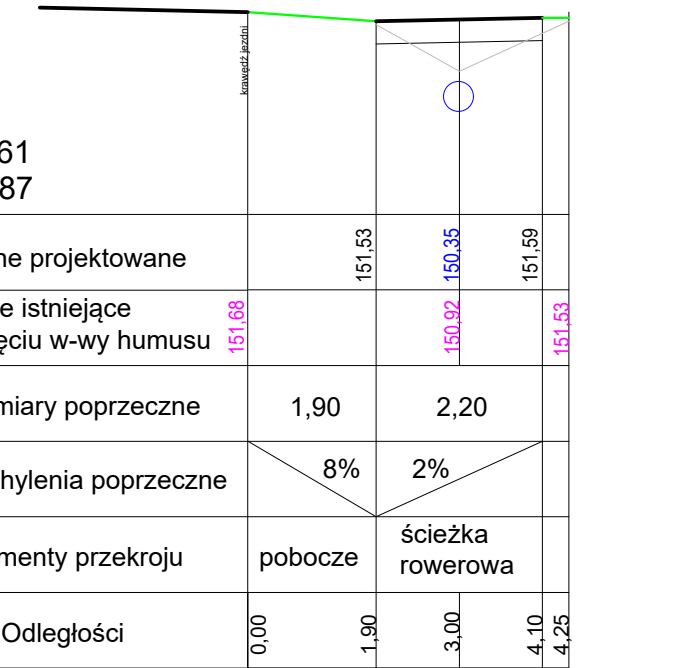 krawędź jezdni
61
87
ne projektowane
151,53
150,35
151,59
e istniejące
ęciu w-wy humusu
151,68
150,92
151,53
miary poprzeczne
1,90
2,20
hylenia poprzeczne
8%
2%
menty przekroju
pobocze
ścieżka
rowerowa
Odległości
0,00
1,90
3,00
4,10
4,25